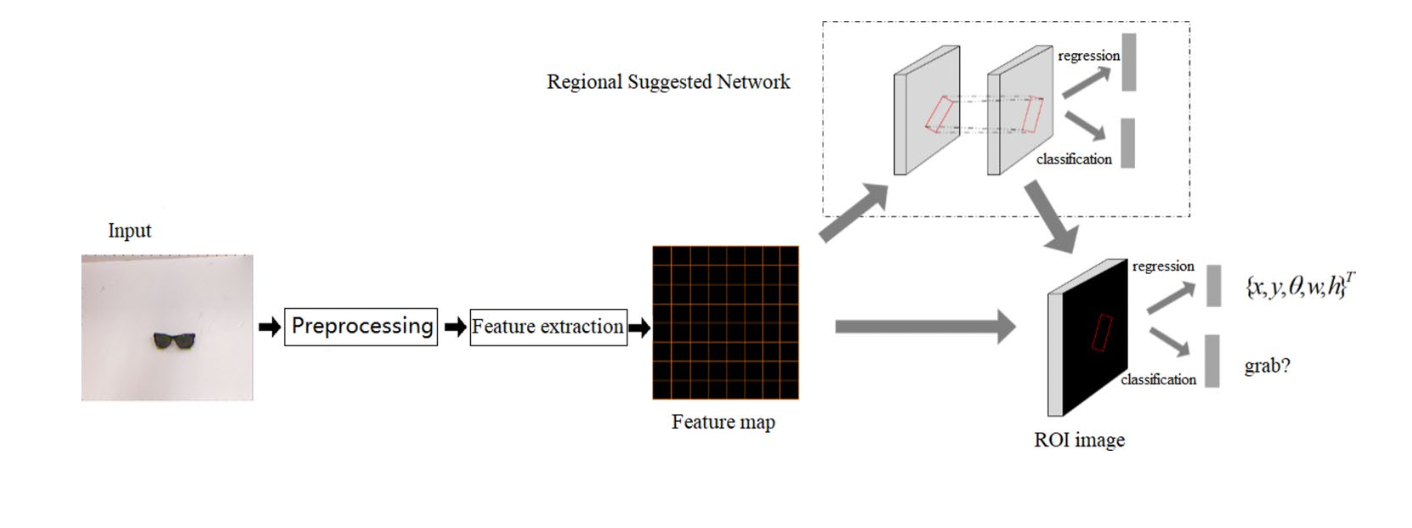 Regional Suggested Network
regression
classification
Input
Preprocessing
Feature extraction
Feature map
regression
{x,y,θ,w,h}^T
classification
grab?
ROI image